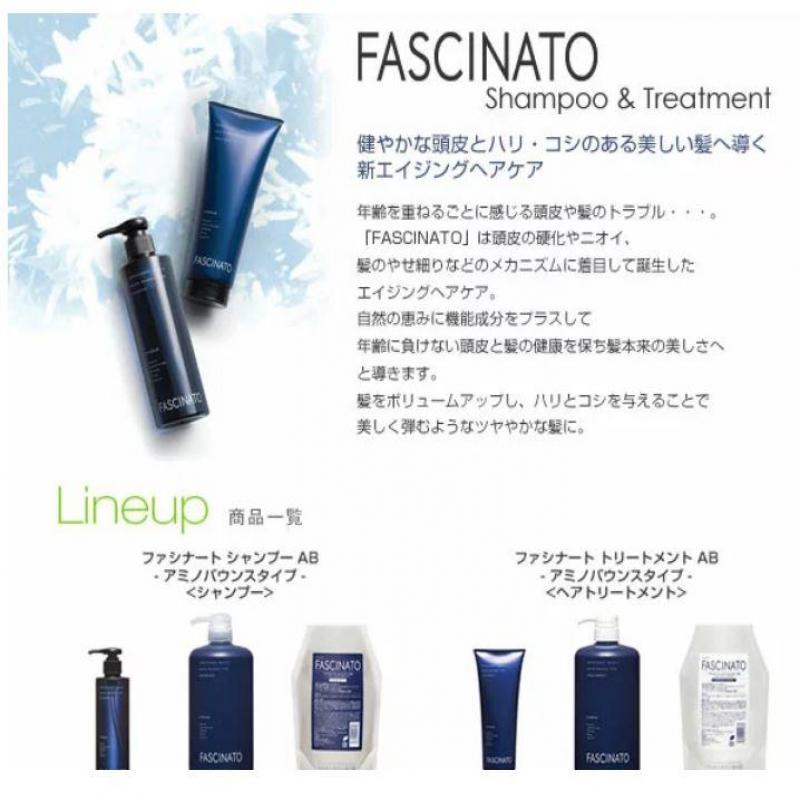 FASCINATO
Shampoo & Treatment
健やかな頭皮とハリ・コシのある美しい髪へ導く
新エイジングヘアケア
年齢を重ねるごとに感じる頭皮や髪のトラブル・・・。
「FASCINATO」は頭皮の硬化やニオイ、
髪のやせ細りなどのメカニズムに着目して誕生した
エイジングヘアケア。
自然の恵みに機能成分をプラスして
年齢に負けない頭皮と髪の健康を保ち髪本来の美しさへ
と導きます。
髪をボリュームアップし、ハリとコシを与えることで
美しく弾むようなツヤやかな髪に。
FASCINATO
FASCINATO
Lineup 商品一覧
ファシナート シャンプー AB
- アミノバウンスタイプ -
<シャンプー>
ファシナート トリートメント AB
- アミノバウンスタイプ -
<ヘアトリートメント>
FASCINATO
FASCINATO
FASCINATO
FASCINATO